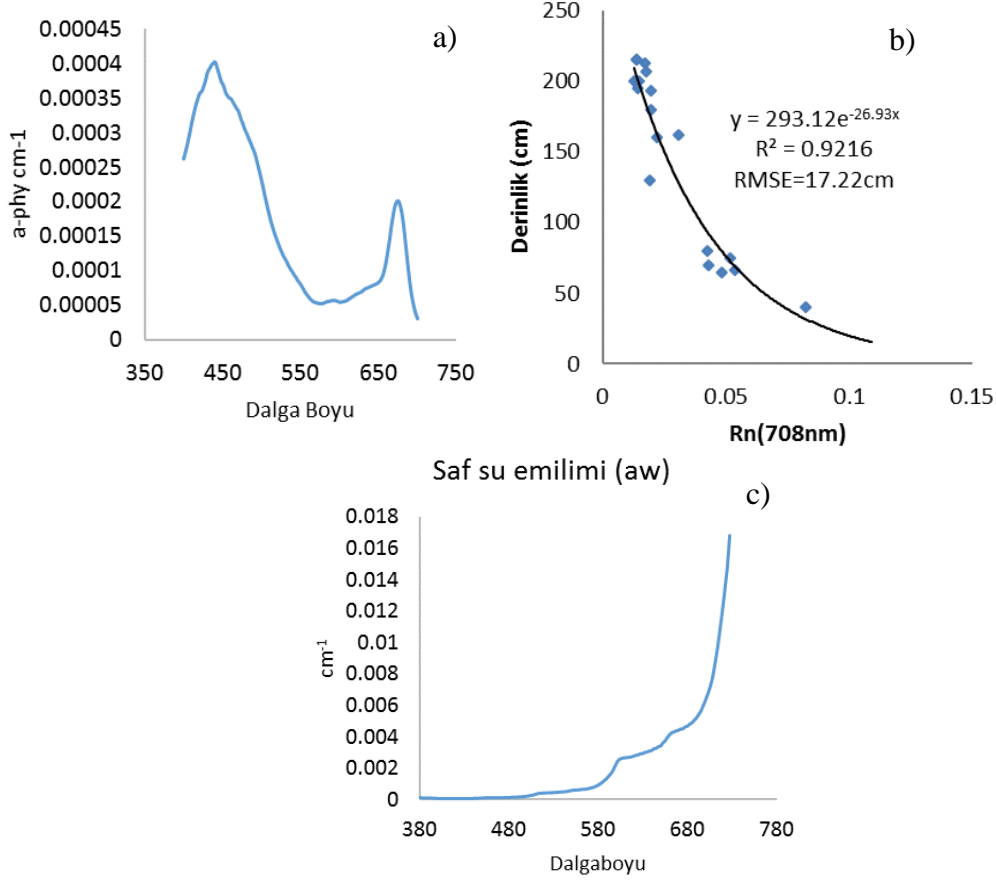 a)
0.00045
0.0004
0.00035
0.0003
0.00025
0.0002
0.00015
0.0001
0.00005
0
a-phy cm-1
350 450 550 650 750
Dalga Boyu
b)
250
200
150
100
50
0
Derinlik (cm)
y = 293.12e^-26.93x
R² = 0.9216
RMSE=17.22cm
0 0.05 0.1 0.15
Rn(708nm)
Saf su emilimi (aw)
c)
0.018
0.016
0.014
0.012
0.01
0.008
0.006
0.004
0.002
0
cm⁻¹
380 480 580 680 780
Dalgaboyu